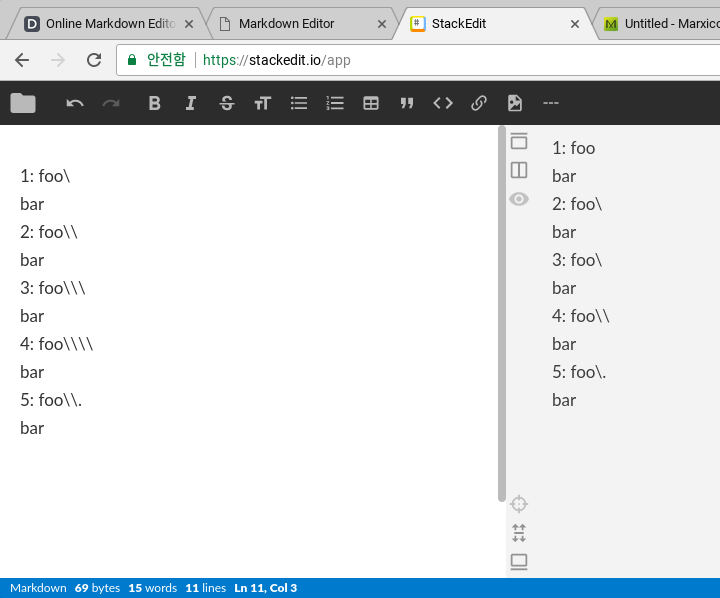 Online Markdown Edito
Markdown Editor
StackEdit
Untitled - Marxico
안전함 https://stackedit.io/app
1: foo\
bar
2: foo\\
bar
3: foo\\\
bar
4: foo\\\\
bar
5: foo\\.
bar
1: foo
bar
2: foo\
bar
3: foo\
bar
4: foo\\
bar
5: foo\.
bar
Markdown 69 bytes 15 words 11 lines Ln 11, Col 3